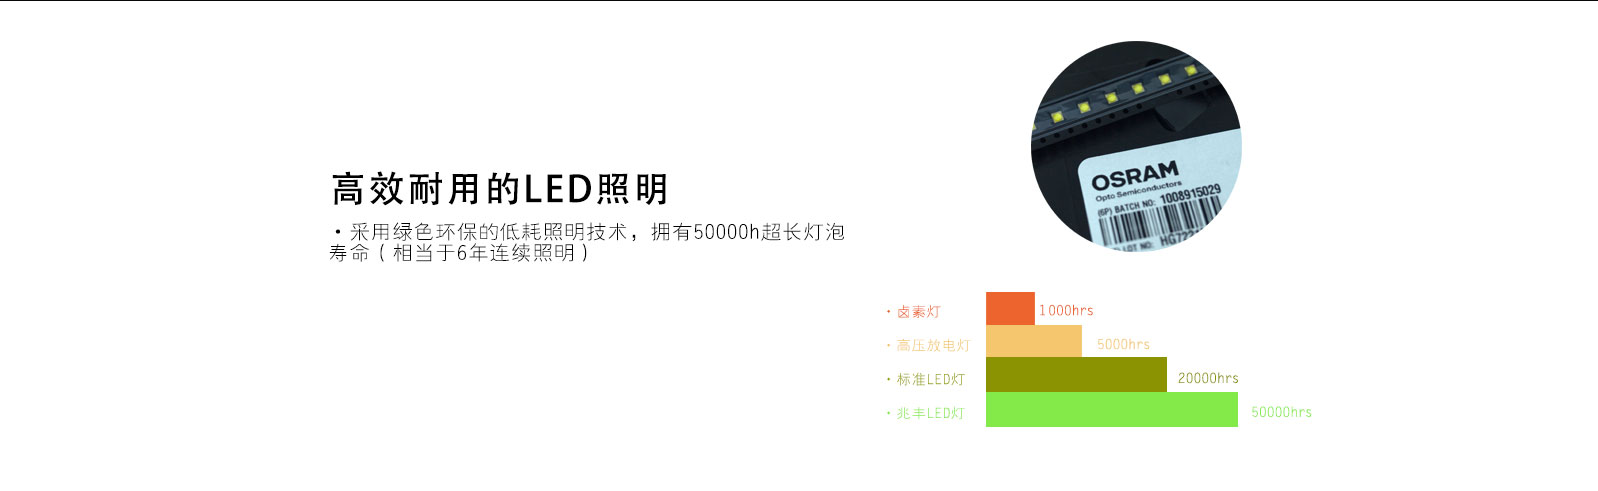 高效耐用的LED照明
·采用绿色环保的低耗照明技术，拥有50000h超长灯泡
寿命（相当于6年连续照明）
OSRAM
Opto Semiconductors
(6P) BATCH NO: 1008915029
LOT NO:
·卤素灯 1000hrs
·高压放电灯 5000hrs
·标准LED灯 20000hrs
·兆丰LED灯 50000hrs